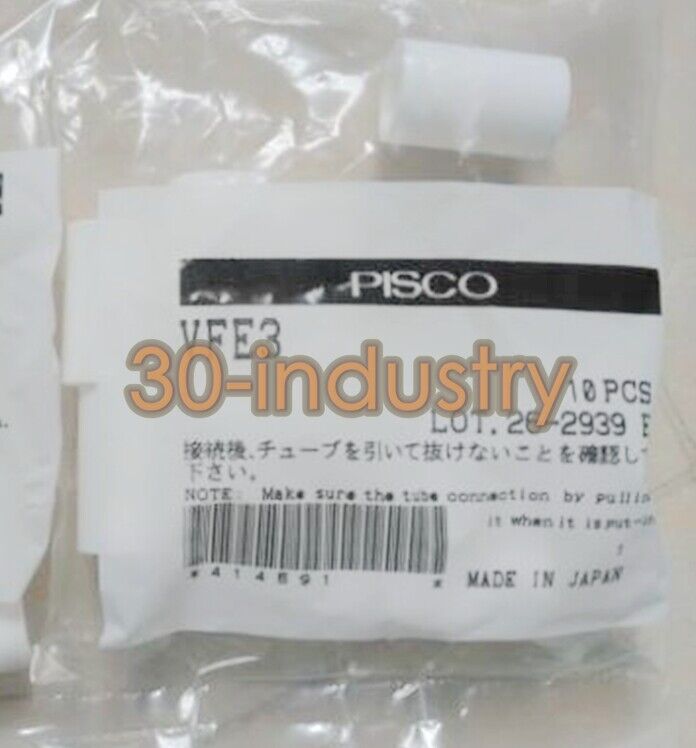 PISCO
VFE3
30-industry
10 PCS
LOT. 26-2939
接続後、チューブを引いて抜けないことを確認して
下さい。
NOTE: Make sure the tube connection by pullin
it when it is put-in
*414691 *
MADE IN JAPAN